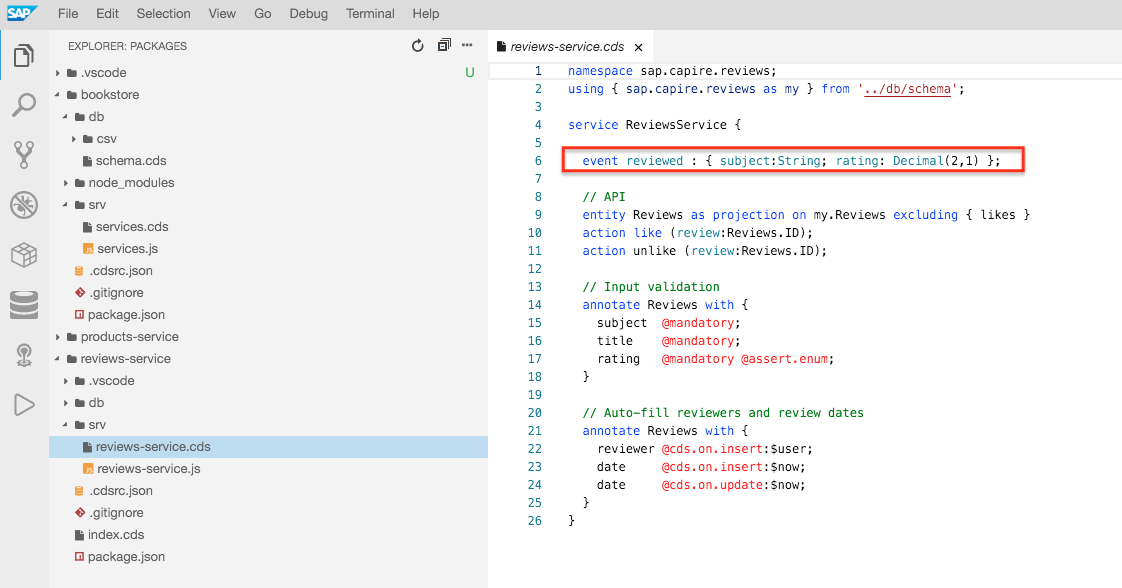 SAP File Edit Selection View Go Debug Terminal Help
EXPLORER: PACKAGES
.vscode U
bookstore
db
csv
schema.cds
node_modules
srv
services.cds
services.js
.cdsrc.json
.gitignore
package.json
products-service
reviews-service
.vscode
db
srv
reviews-service.cds
reviews-service.js
.cdsrc.json
.gitignore
index.cds
package.json
reviews-service.cds
1 namespace sap.capire.reviews;
2 using { sap.capire.reviews as my } from '../db/schema';
3
4 service ReviewsService {
5
6 event reviewed : { subject:String; rating: Decimal(2,1) };
7
8 // API
9 entity Reviews as projection on my.Reviews excluding { likes }
10 action like (review:Reviews.ID);
11 action unlike (review:Reviews.ID);
12
13 // Input validation
14 annotate Reviews with {
15 subject @mandatory;
16 title @mandatory;
17 rating @mandatory @assert.enum;
18 }
19
20 // Auto-fill reviewers and review dates
21 annotate Reviews with {
22 reviewer @cds.on.insert:$user;
23 date @cds.on.insert:$now;
24 date @cds.on.update:$now;
25 }
26 }